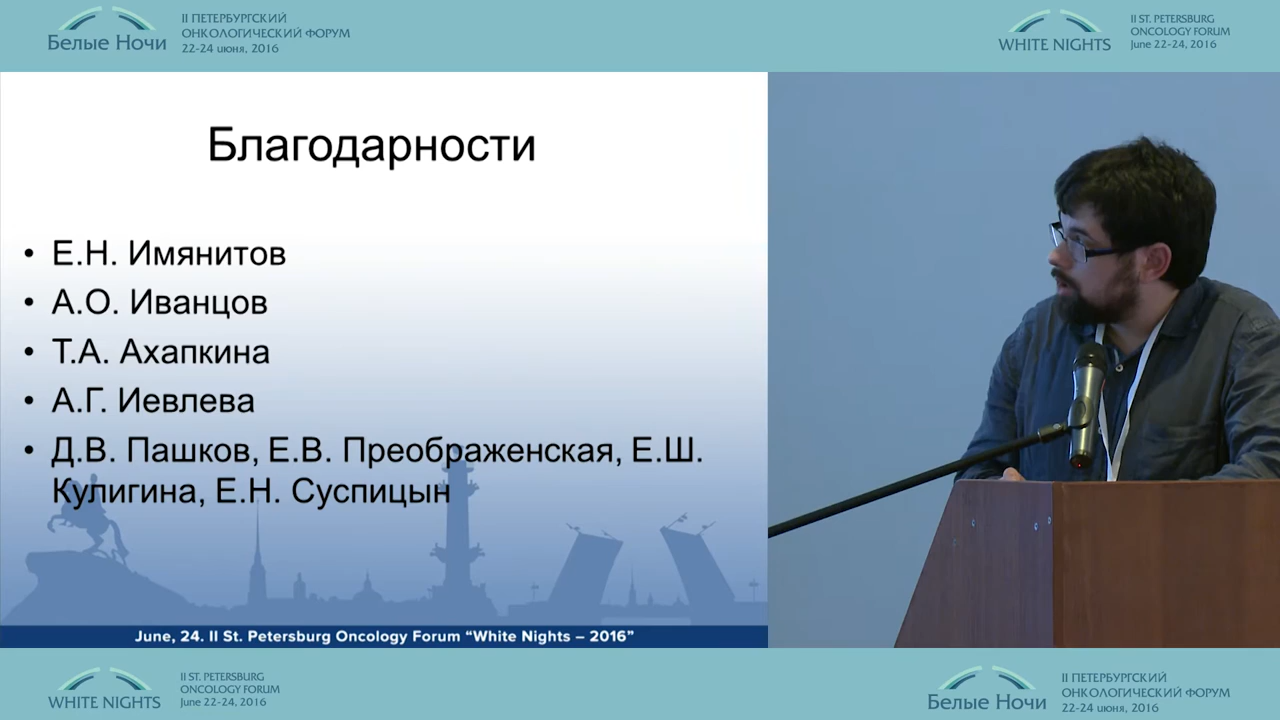 Белые Ночи
II ПЕТЕРБУРГСКИЙ
ОНКОЛОГИЧЕСКИЙ ФОРУМ
22-24 июня, 2016
WHITE NIGHTS
II ST. PETERSBURG
ONCOLOGY FORUM
June 22-24, 2016
Благодарности
• Е.Н. Имянитов
• А.О. Иванцов
• Т.А. Ахапкина
• А.Г. Иевлева
• Д.В. Пашков, Е.В. Преображенская, Е.Ш.
Кулигина, Е.Н. Суспицын
June, 24. II St. Petersburg Oncology Forum “White Nights – 2016”
WHITE NIGHTS
II ST. PETERSBURG
ONCOLOGY FORUM
June 22-24, 2016
Белые Ночи
II ПЕТЕРБУРГСКИЙ
ОНКОЛОГИЧЕСКИЙ ФОРУМ
22-24 июня, 2016